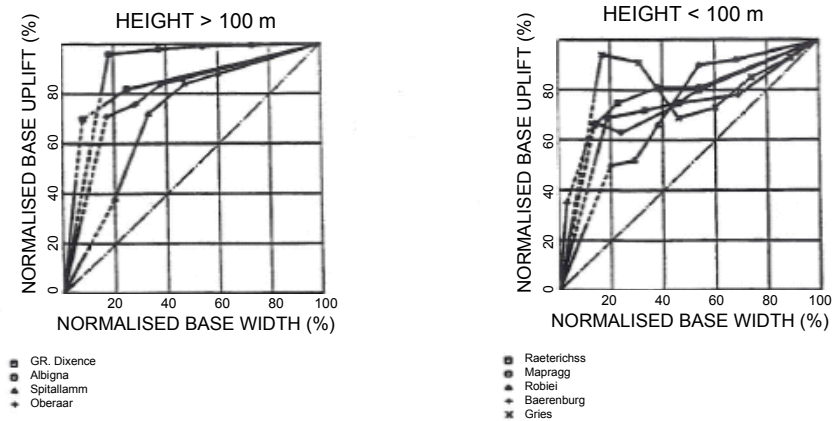 HEIGHT > 100 m
NORMALISED BASE UPLIFT (%)
80
60
40
20
0
20
40
60
80
100
NORMALISED BASE WIDTH (%)
GR. Dixence
Albigna
Spitallamm
Oberaar
HEIGHT < 100 m
NORMALISED BASE UPLIFT (%)
80
60
40
20
0
20
40
60
80
100
NORMALISED BASE WIDTH (%)
Raeterichss
Mapragg
Robiei
Baerenburg
Gries